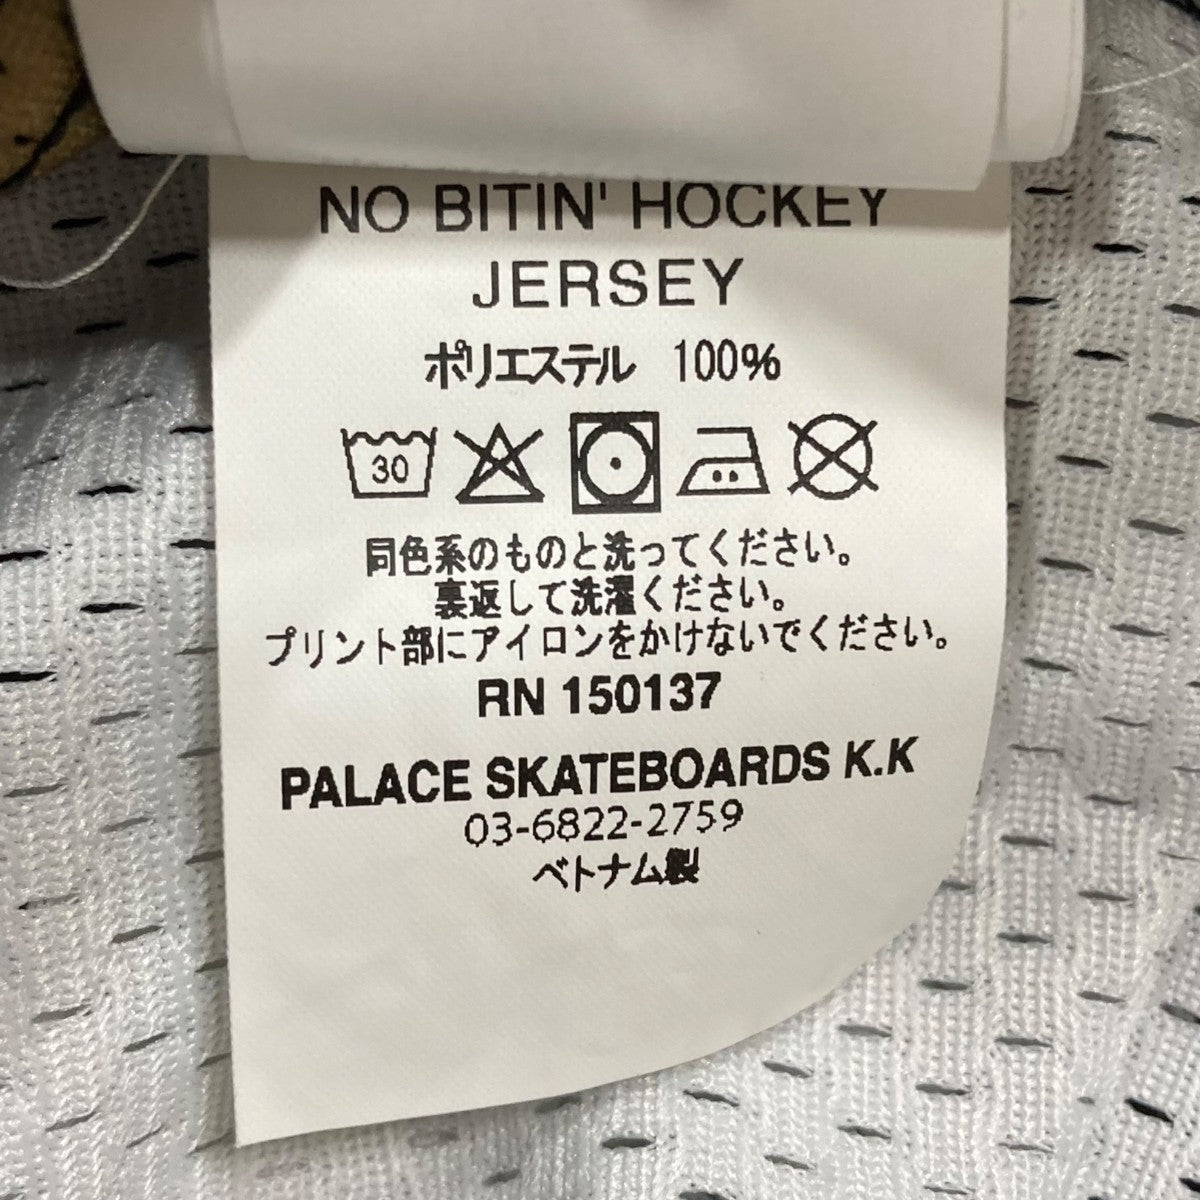 NO BITIN' HOCKEY
JERSEY
ポリエステル 100%
30
同色系のものと洗ってください。
裏返して洗濯ください。
プリント部にアイロンをかけないでください。
RN 150137
PALACE SKATEBOARDS K.K
03-6822-2759
ベトナム製